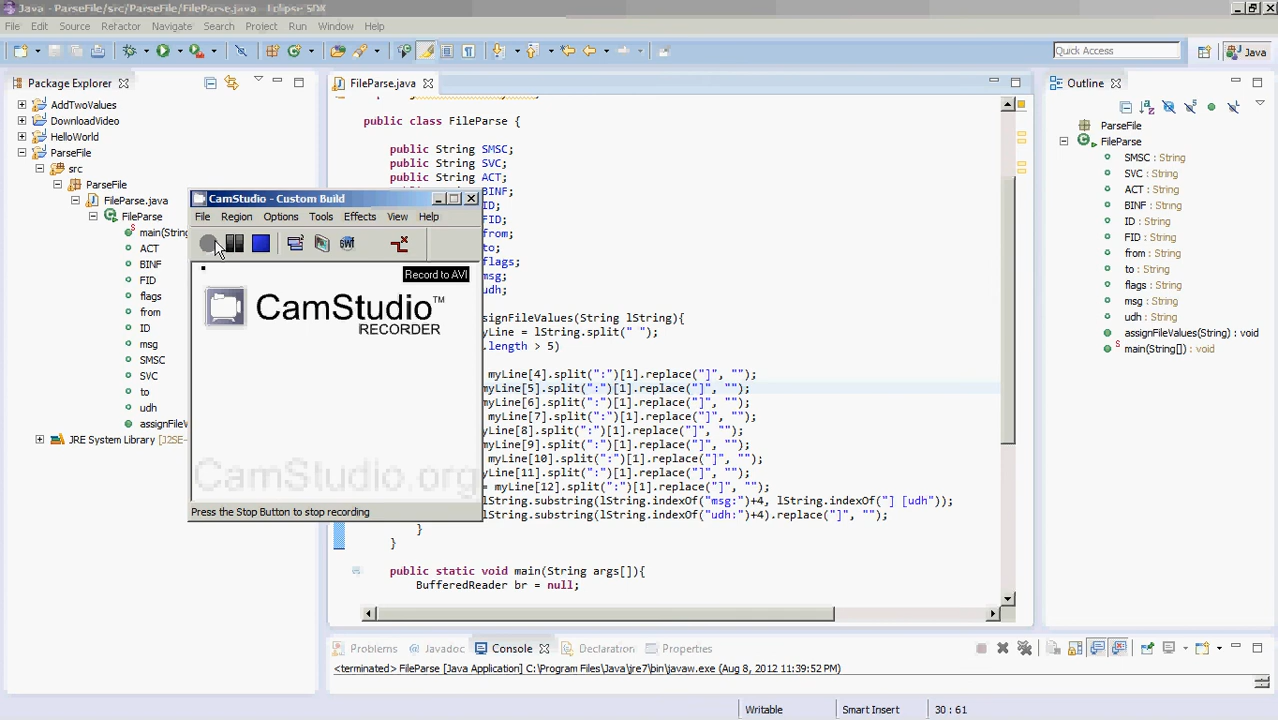 Java - ParseFile/src/ParseFile/FileParse.java - Eclipse SDK
File Edit Source Refactor Navigate Search Project Run Window Help
Quick Access
Java
Package Explorer
AddTwoValues
DownloadVideo
HelloWorld
ParseFile
src
ParseFile
FileParse.java
FileParse
main(Strin
ACT
BINF
FID
flags
from
ID
msg
SMSC
SVC
to
udh
assignFileV
JRE System Library [J2SE-
CamStudio - Custom Build
File Region Options Tools Effects View Help
Record to AVI
CamStudio™
RECORDER
CamStudio.org
Press the Stop Button to stop recording
FileParse.java
public class FileParse {
public String SMSC;
public String SVC;
public String ACT;
BINF;
ID;
FID;
from;
to;
flags;
msg;
udh;
ssignFileValues(String lString){
yLine = lString.split(" ");
.length > 5)
myLine[4].split(":")[1].replace("]", "");
myLine[5].split(":")[1].replace("]", "");
myLine[6].split(":")[1].replace("]", "");
myLine[7].split(":")[1].replace("]", "");
myLine[8].split(":")[1].replace("]", "");
myLine[9].split(":")[1].replace("]", "");
myLine[10].split(":")[1].replace("]", "");
myLine[11].split(":")[1].replace("]", "");
= myLine[12].split(":")[1].replace("]", "");
lString.substring(lString.indexOf("msg:")+4, lString.indexOf("] [udh"));
lString.substring(lString.indexOf("udh:")+4).replace("]", "");
}
}
public static void main(String args[]){
BufferedReader br = null;
Outline
ParseFile
FileParse
SMSC : String
SVC : String
ACT : String
BINF : String
ID : String
FID : String
from : String
to : String
flags : String
msg : String
udh : String
assignFileValues(String) : void
main(String[]) : void
Problems Javadoc Console Declaration Properties
<terminated> FileParse [Java Application] C:\Program Files\Java\jre7\bin\javaw.exe (Aug 8, 2012 11:39:52 PM)
Writable Smart Insert 30 : 61